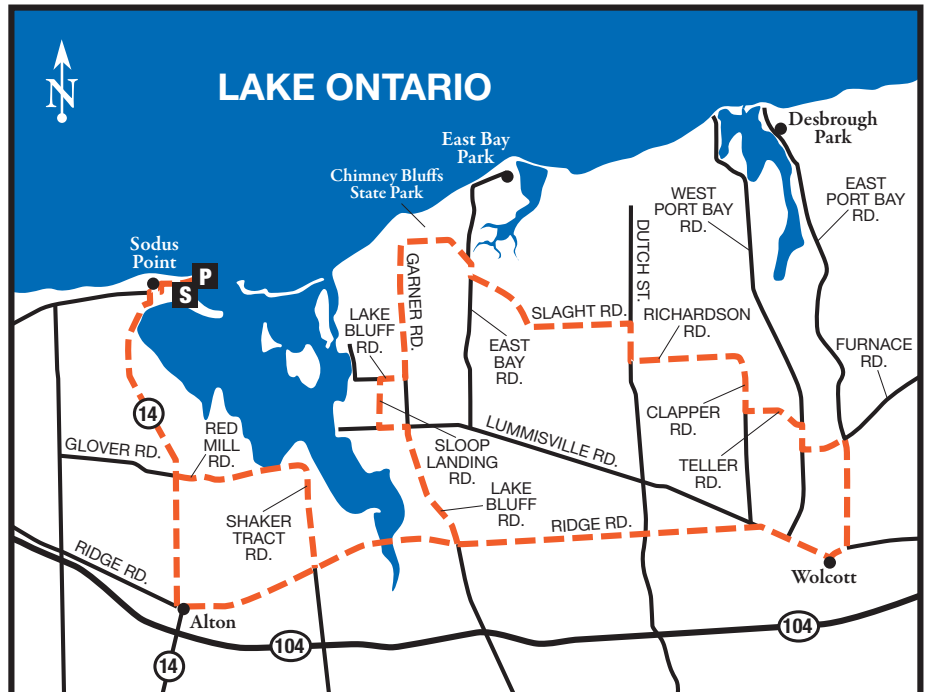 N
LAKE ONTARIO
Desbrough
Park
East Bay
Park
Chimney Bluffs
State Park
WEST
PORT BAY
RD.
EAST
PORT BAY
RD.
Sodus
Point
P
S
GARNER RD.
DUTCH ST.
LAKE
BLUFF
RD.
SLAGHT RD.
RICHARDSON
RD.
EAST
BAY
RD.
FURNACE
RD.
14
RED
MILL
RD.
GLOVER RD.
CLAPPER
RD.
LUMMISVILLE RD.
SLOOP
LANDING
RD.
TELLER
RD.
LAKE
BLUFF
RD.
SHAKER
TRACT
RD.
RIDGE RD.
RIDGE RD.
Wolcott
Alton
104
104
14